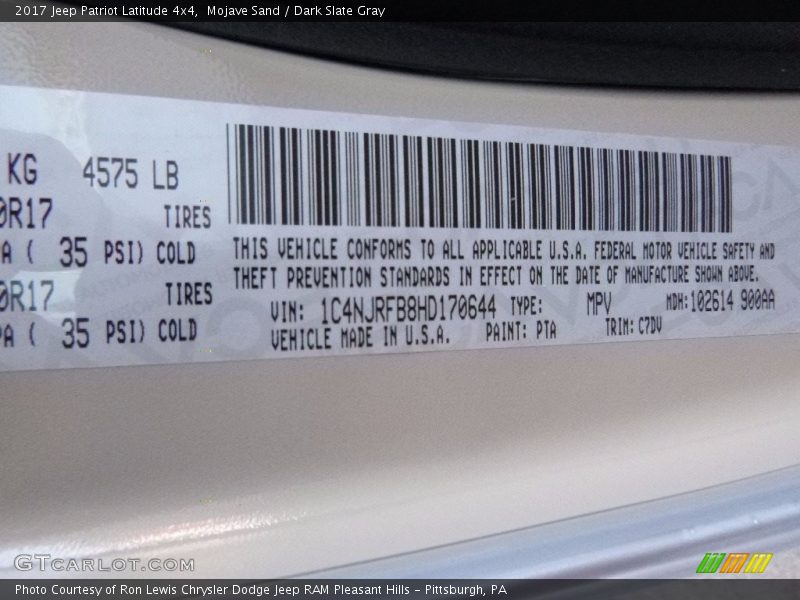 2017 Jeep Patriot Latitude 4x4, Mojave Sand / Dark Slate Gray
KG 4575 LB
0R17 TIRES
PA ( 35 PSI) COLD
0R17 TIRES
PA ( 35 PSI) COLD
THIS VEHICLE CONFORMS TO ALL APPLICABLE U.S.A. FEDERAL MOTOR VEHICLE SAFETY AND
THEFT PREVENTION STANDARDS IN EFFECT ON THE DATE OF MANUFACTURE SHOWN ABOVE.
VIN: 1C4NJRFB8HD170644 TYPE: MPV MDH:102614 900AA
VEHICLE MADE IN U.S.A. PAINT: PTA TRIM: C7DV
GTCARLOT.COM
Photo Courtesy of Ron Lewis Chrysler Dodge Jeep RAM Pleasant Hills - Pittsburgh, PA